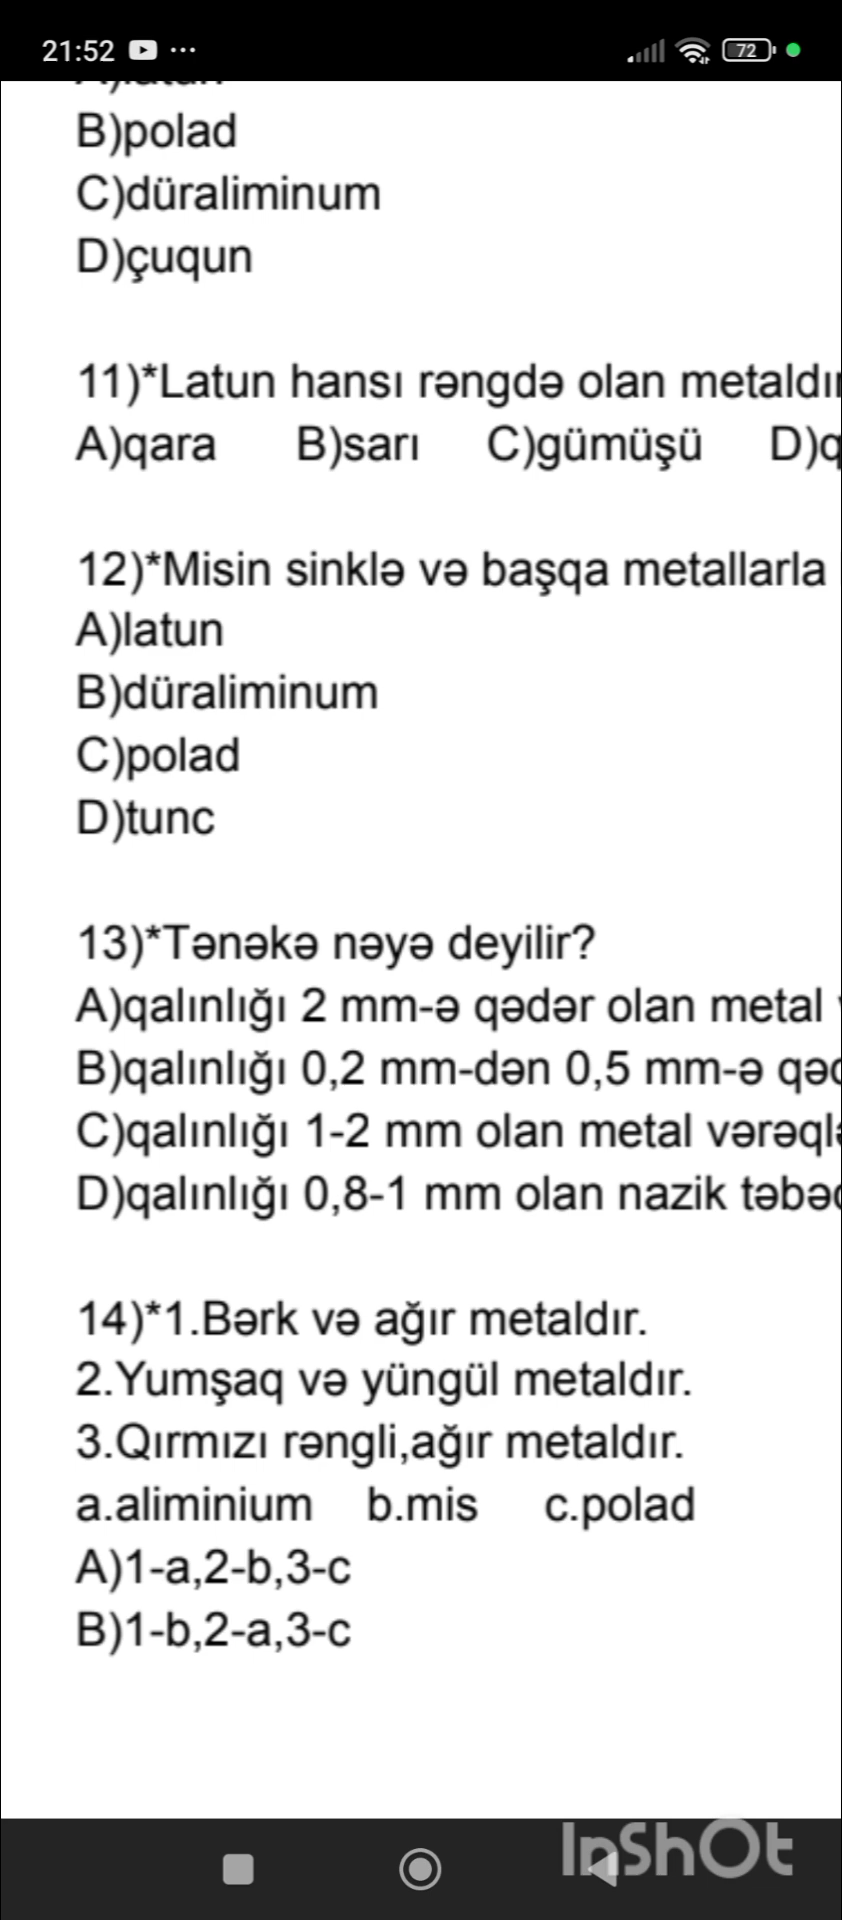 21:52 ...
72
B)polad
C)düraliminum
D)çuqun
11)*Latun hansı rəngdə olan
A)qara B)sarı C)gümüşü
12)*Misin sinklə və başqa metallarla
A)latun
B)düraliminum
C)polad
D)tunc
13)*Tənəkə nəyə deyilir?
A)qalınlığı 2 mm-ə qədər olan metal
B)qalınlığı 0,2 mm-dən 0,5 mm-ə
C)qalınlığı 1-2 mm olan metal
D)qalınlığı 0,8-1 mm olan nazik
14)*1.Bərk və ağır metaldır.
2.Yumşaq və yüngül metaldır.
3.Qırmızı rəngli,ağır metaldır.
a.aliminium b.mis c.polad
A)1-a,2-b,3-c
B)1-b,2-a,3-c
InShOt